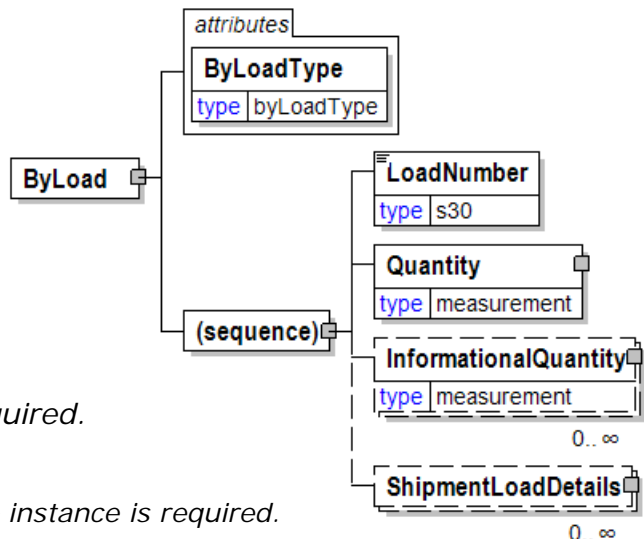 attributes
ByLoadType
type byLoadType
ByLoad
LoadNumber
type s30
Quantity
type measurement
(sequence)
InformationalQuantity
type measurement
0.. ∞
ShipmentLoadDetails
0.. ∞
required.
instance is required.